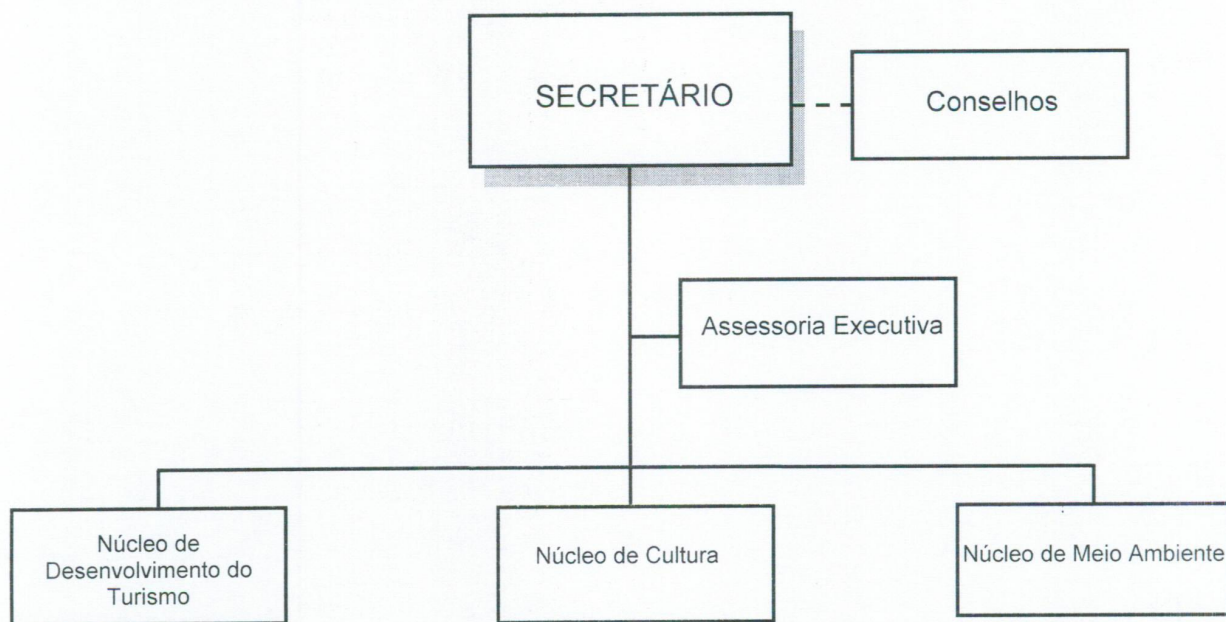 SECRETÁRIO
Conselhos
Assessoria Executiva
Núcleo de
Desenvolvimento do
Turismo
Núcleo de Cultura
Núcleo de Meio Ambiente